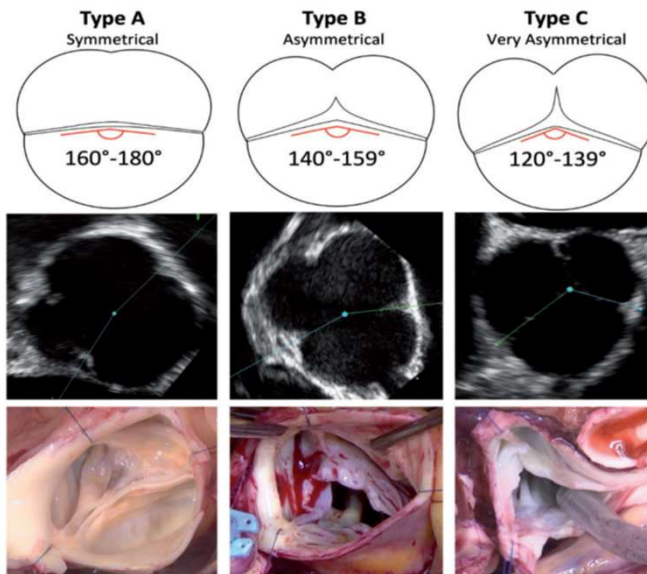 Type A
Symmetrical
Type B
Asymmetrical
Type C
Very Asymmetrical
160°-180°
140°-159°
120°-139°